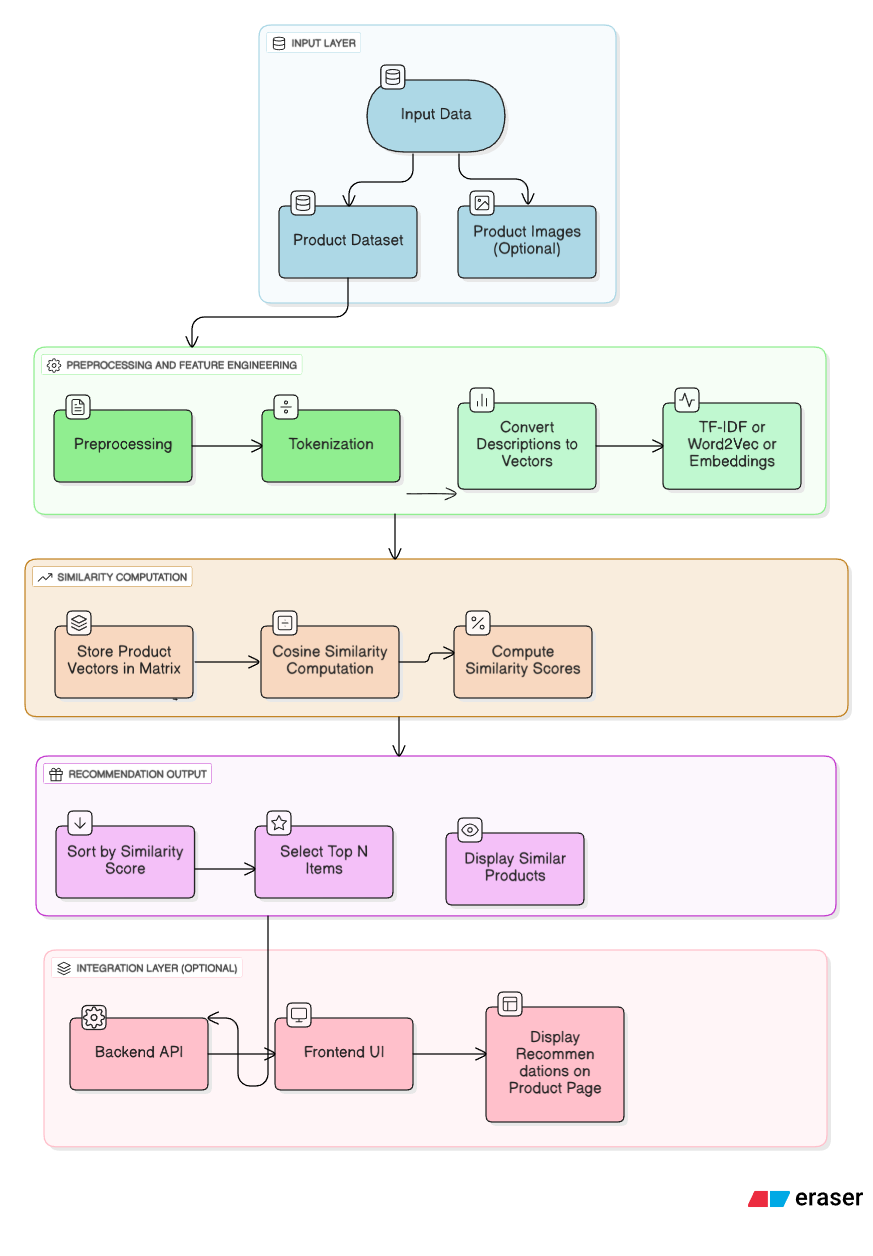 INPUT LAYER
Input Data
Product Dataset
Product Images
(Optional)
PREPROCESSING AND FEATURE ENGINEERING
Preprocessing
Tokenization
Convert
Descriptions to
Vectors
TF-IDF or
Word2Vec or
Embeddings
SIMILARITY COMPUTATION
Store Product
Vectors in Matrix
Cosine Similarity
Computation
Compute
Similarity Scores
RECOMMENDATION OUTPUT
Sort by Similarity
Score
Select Top N
Items
Display Similar
Products
INTEGRATION LAYER (OPTIONAL)
Backend API
Frontend UI
Display
Recommen
dations on
Product Page
eraser